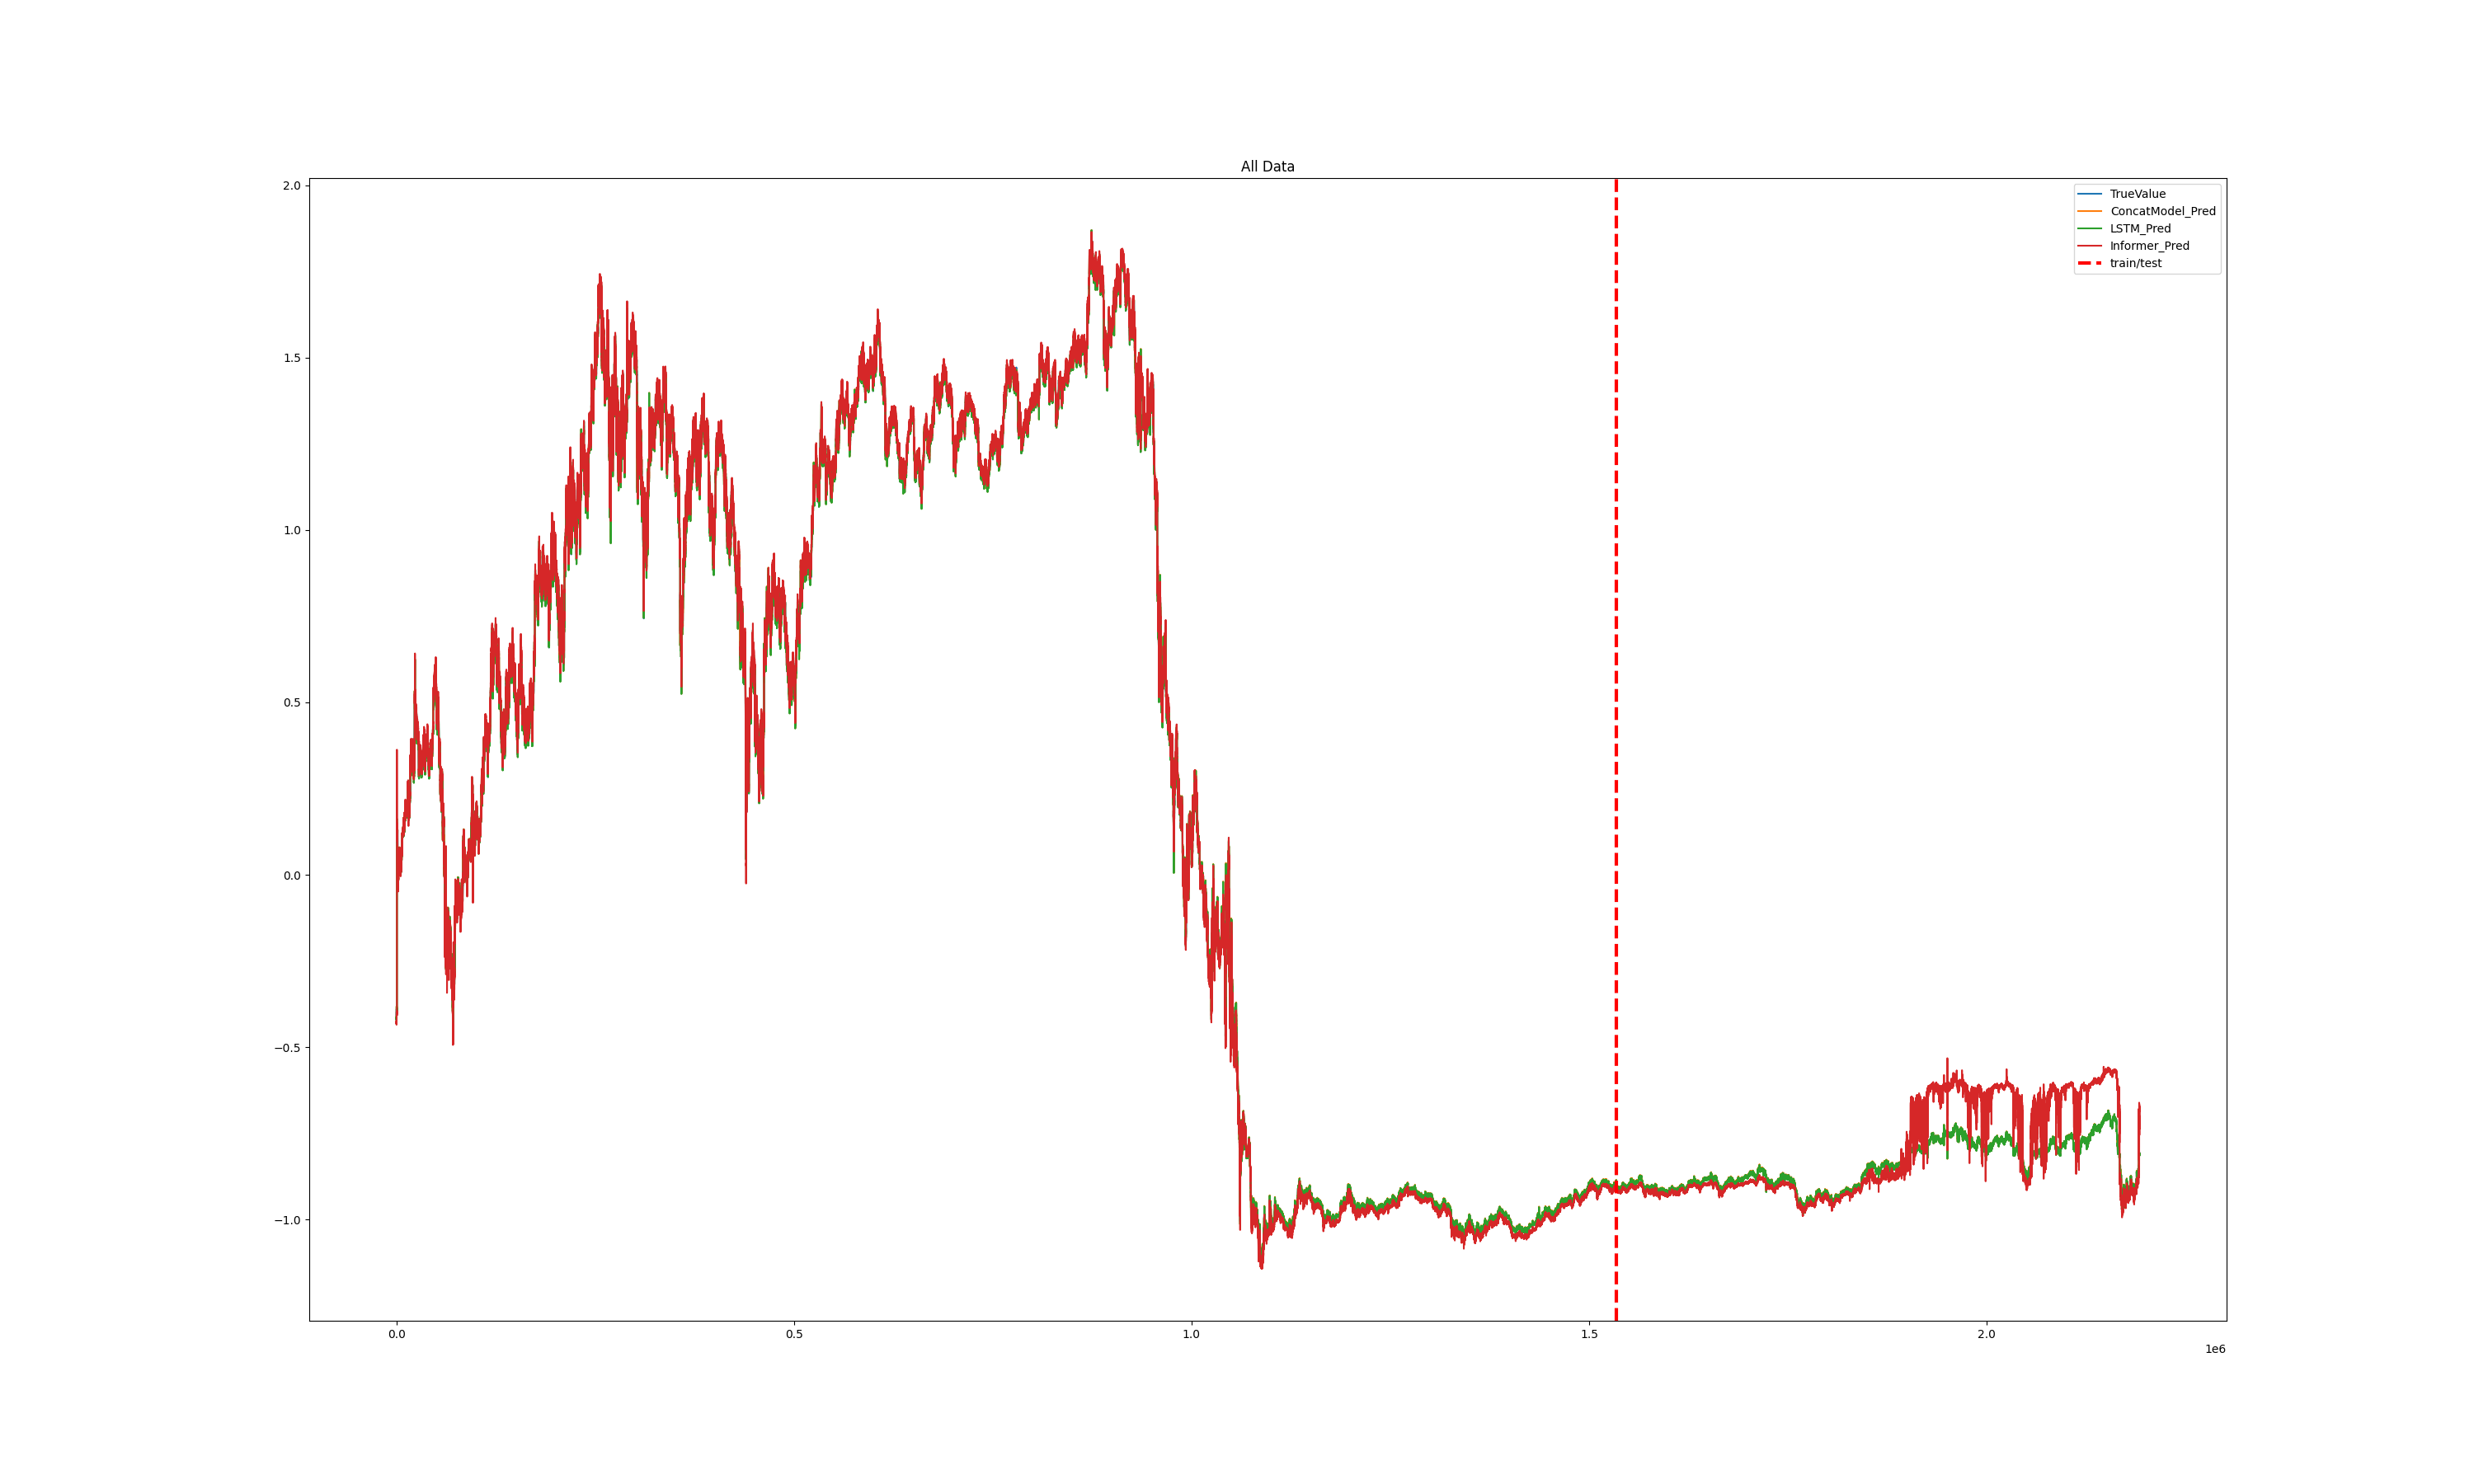 All Data
2.0
1.5
1.0
0.5
0.0
−0.5
−1.0
TrueValue
ConcatModel_Pred
LSTM_Pred
Informer_Pred
train/test
0.0 0.5 1.0 1.5 2.0
1e6